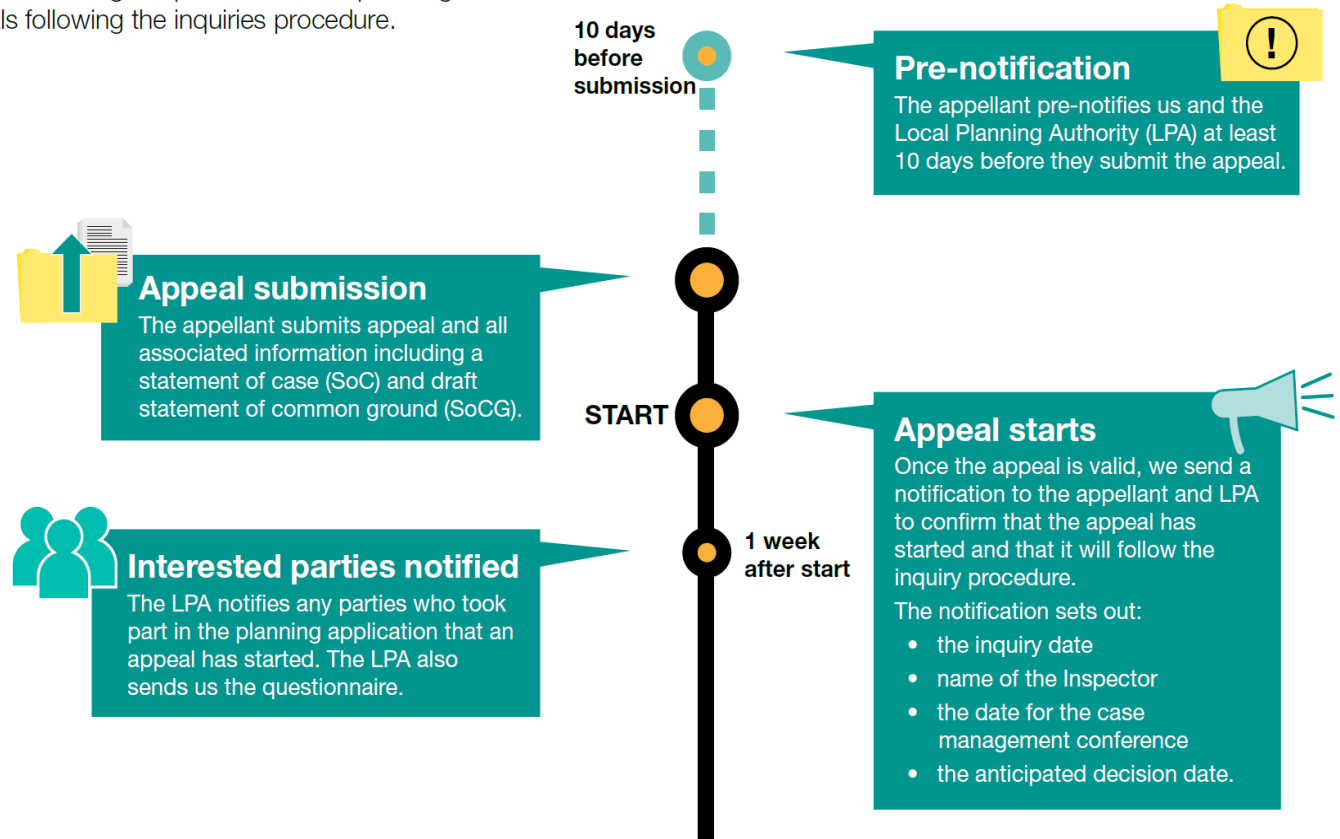 ls following the inquiries procedure.
10 days
before
submission
Pre-notification
The appellant pre-notifies us and the
Local Planning Authority (LPA) at least
10 days before they submit the appeal.
Appeal submission
The appellant submits appeal and all
associated information including a
statement of case (SoC) and draft
statement of common ground (SoCG).
START
Appeal starts
Once the appeal is valid, we send a
notification to the appellant and LPA
to confirm that the appeal has
started and that it will follow the
inquiry procedure.
The notification sets out:
• the inquiry date
• name of the Inspector
• the date for the case
management conference
• the anticipated decision date.
Interested parties notified
The LPA notifies any parties who took
part in the planning application that an
appeal has started. The LPA also
sends us the questionnaire.
1 week
after start